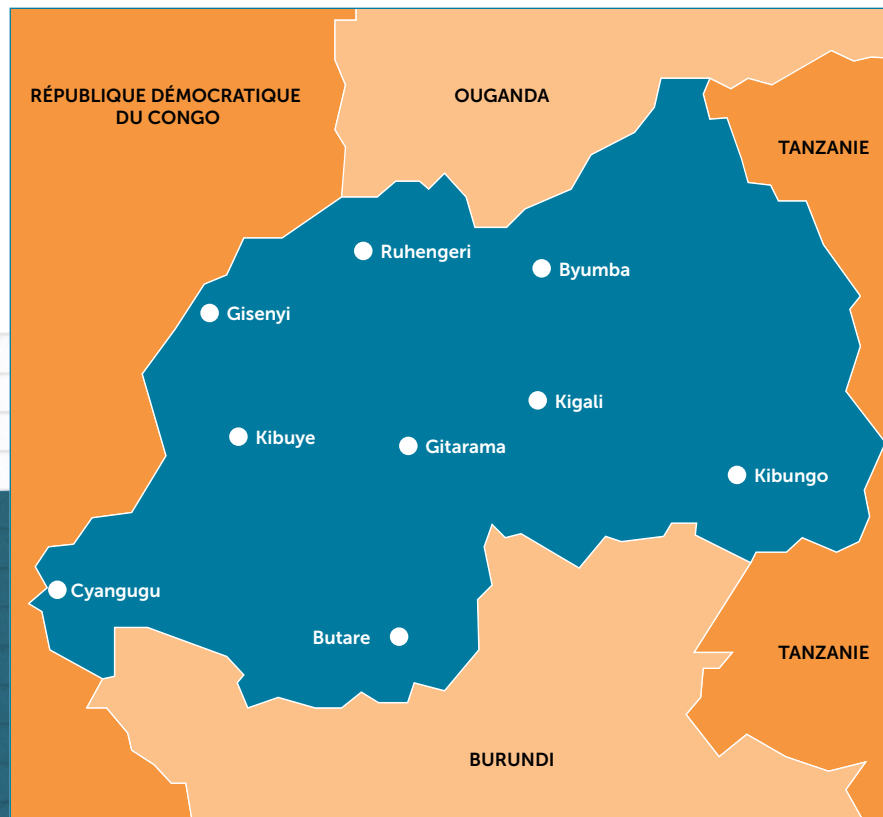 RÉPUBLIQUE DÉMOCRATIQUE
DU CONGO
OUGANDA
TANZANIE
Ruhengeri
Byumba
Gisenyi
Kigali
Kibuye
Gitarama
Kibungo
Cyangugu
Butare
TANZANIE
BURUNDI